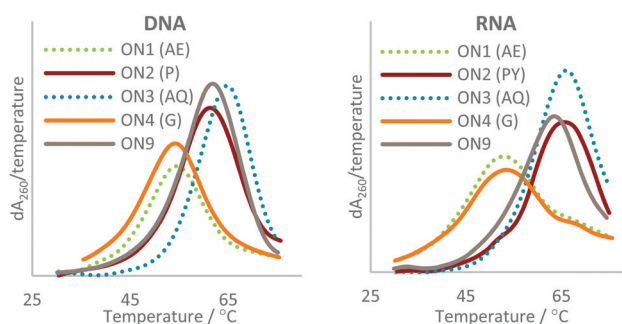 DNA
ON1 (AE)
ON2 (P)
ON3 (AQ)
ON4 (G)
ON9
dA260/temperature
25 45 65
Temperature / °C
RNA
ON1 (AE)
ON2 (PY)
ON3 (AQ)
ON4 (G)
ON9
dA260/temperature
25 45 65
Temperature / °C